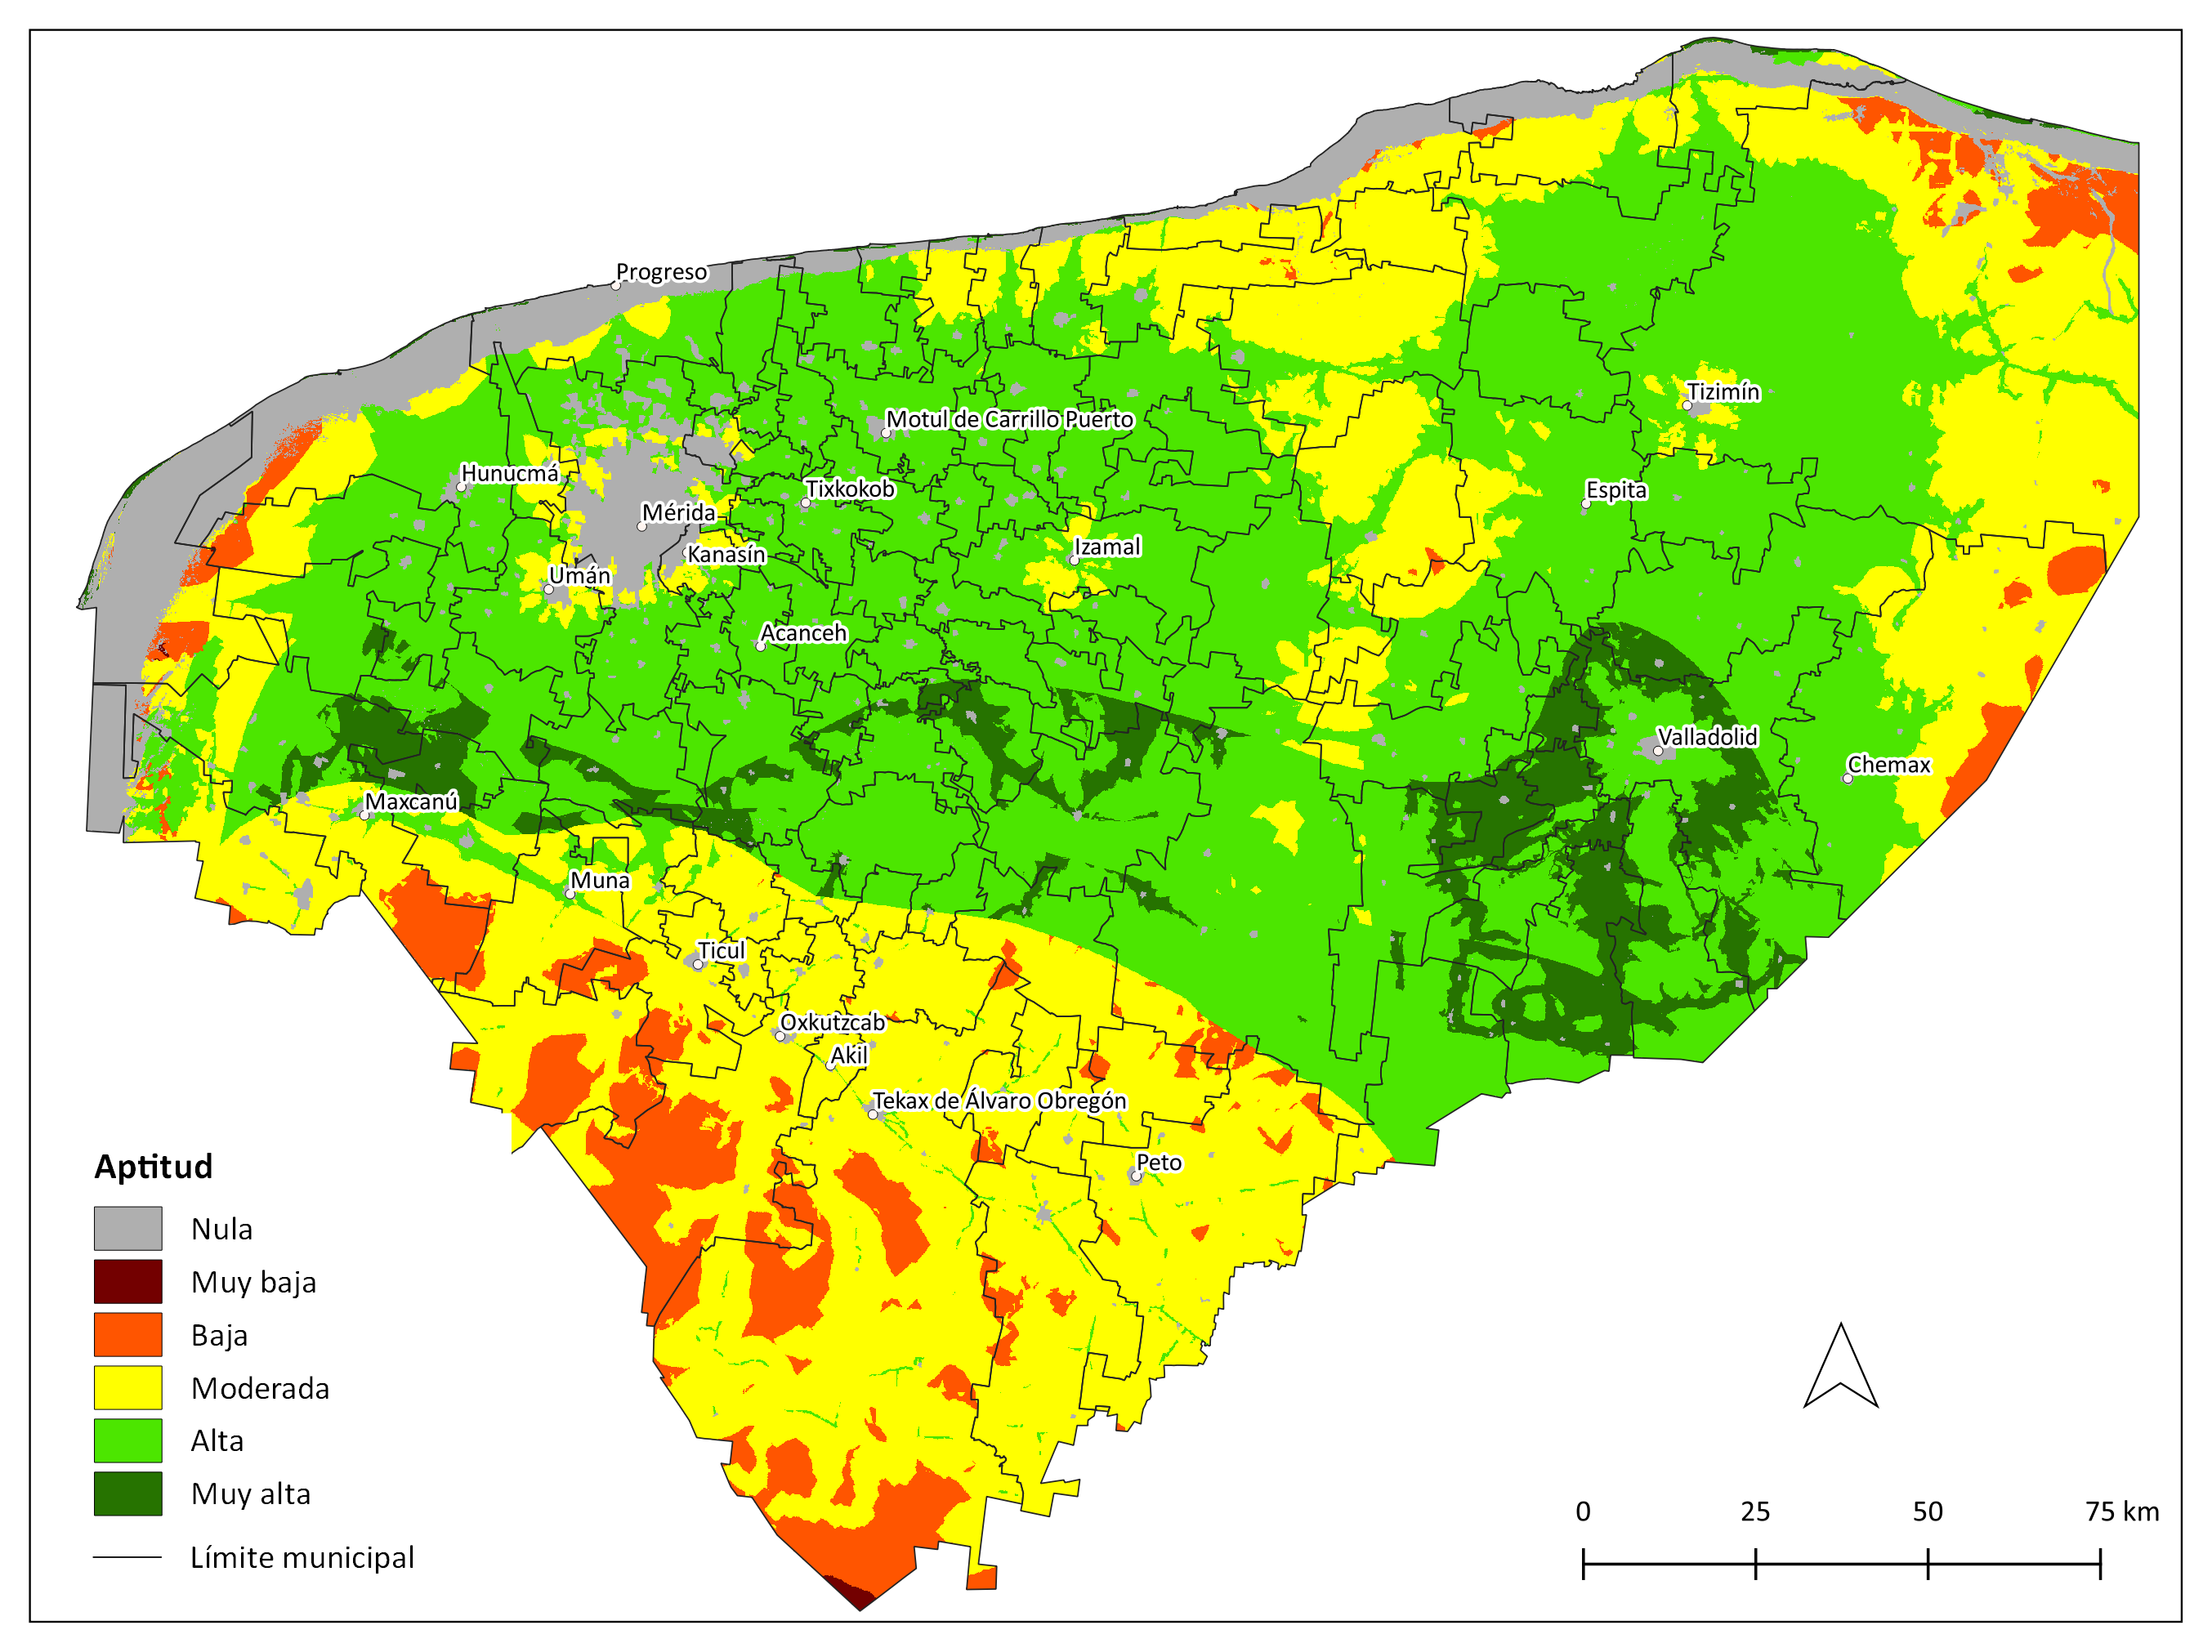 Progreso
Tizimín
Motul de Carrillo Puerto
Hunucmá
Tixkokob
Espita
Mérida
Izamal
Kanasín
Umán
Acanceh
Valladolid
Chemax
Maxcanú
Muna
Ticul
Oxkutzcab
Akil
Tekax de Álvaro Obregón
Peto
Aptitud
Nula
Muy baja
Baja
Moderada
Alta
Muy alta
Límite municipal
0 25 50 75 km